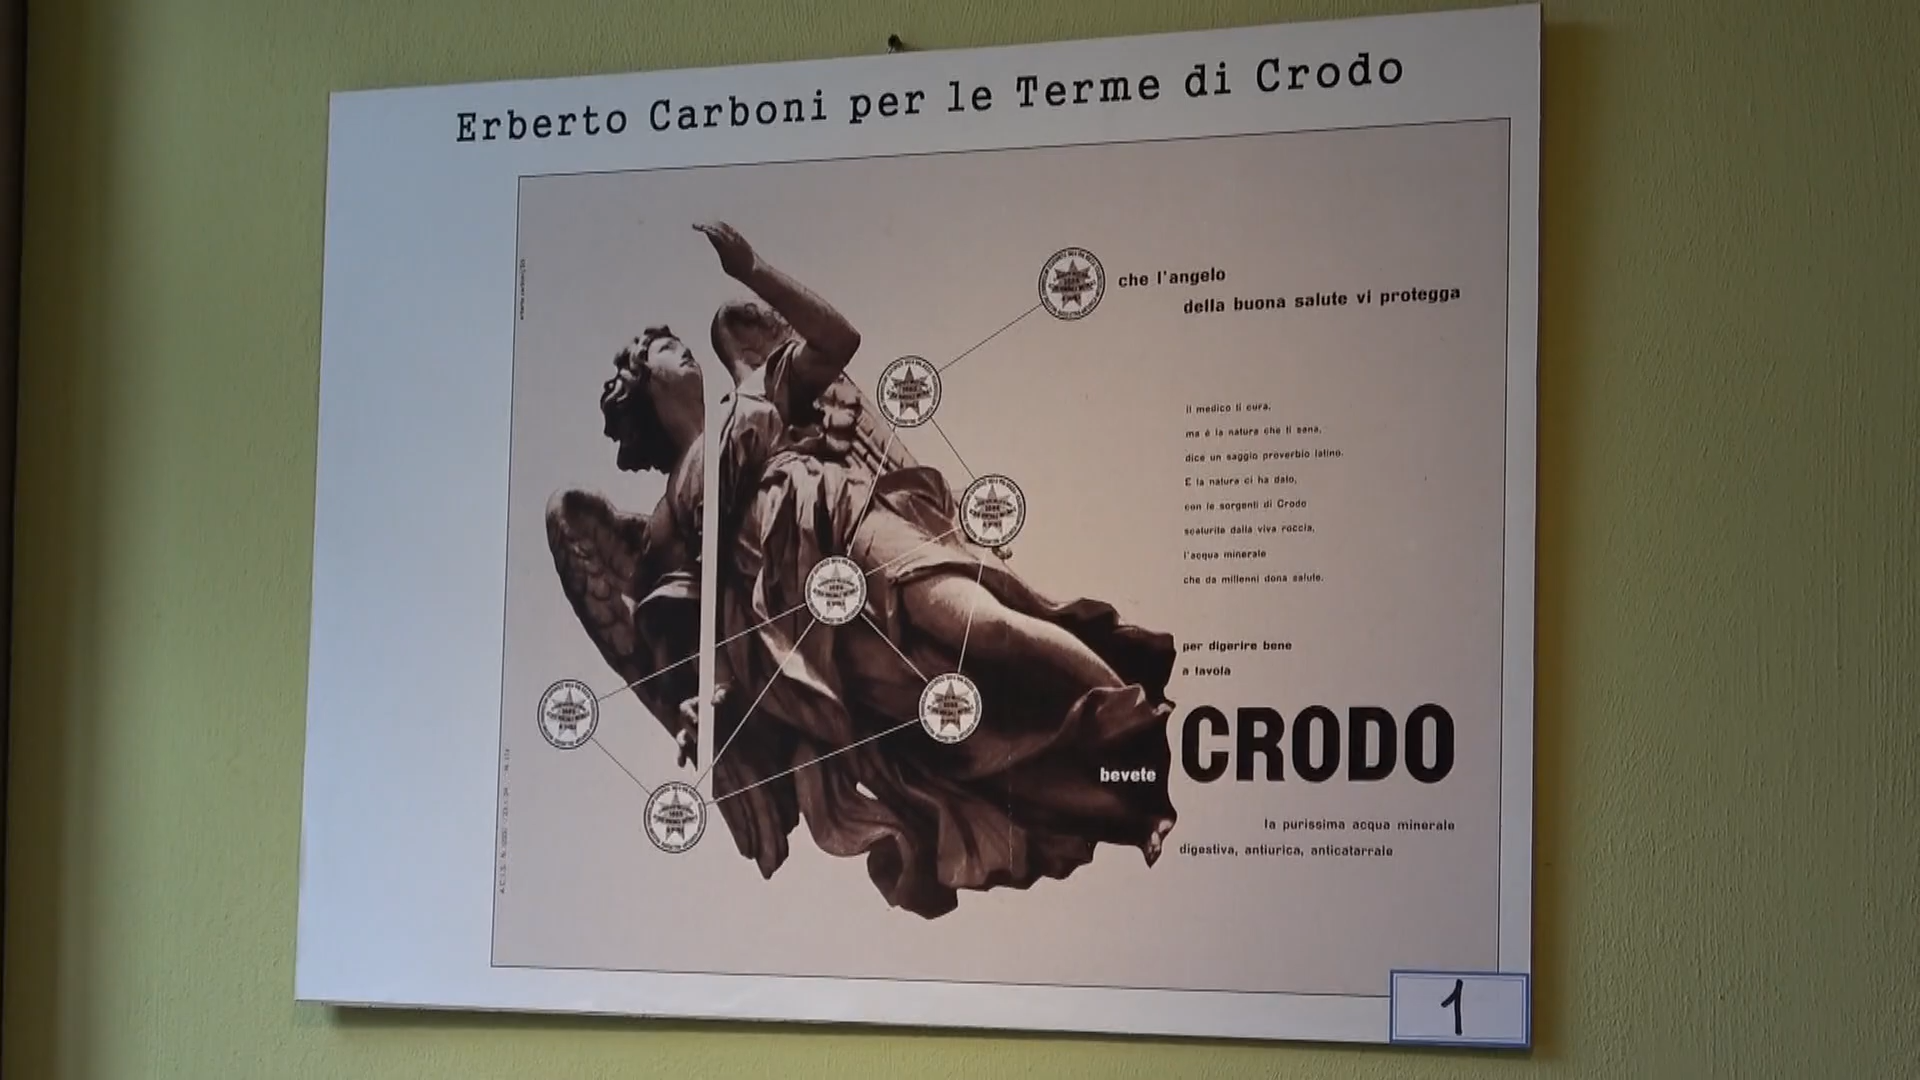 Erberto Carboni per le Terme di Crodo
che l'angelo
della buona salute vi protegga
il medico ti cura,
ma è la natura che ti sana,
dice un saggio proverbio latino.
E la natura ci ha dato,
con le sorgenti di Crodo
scaturite dalla viva roccia,
l'acqua minerale
che da millenni dona salute.
per digerire bene
a tavola
bevete CRODO
la purissima acqua minerale
digestiva, antiurica, anticatarrale
1